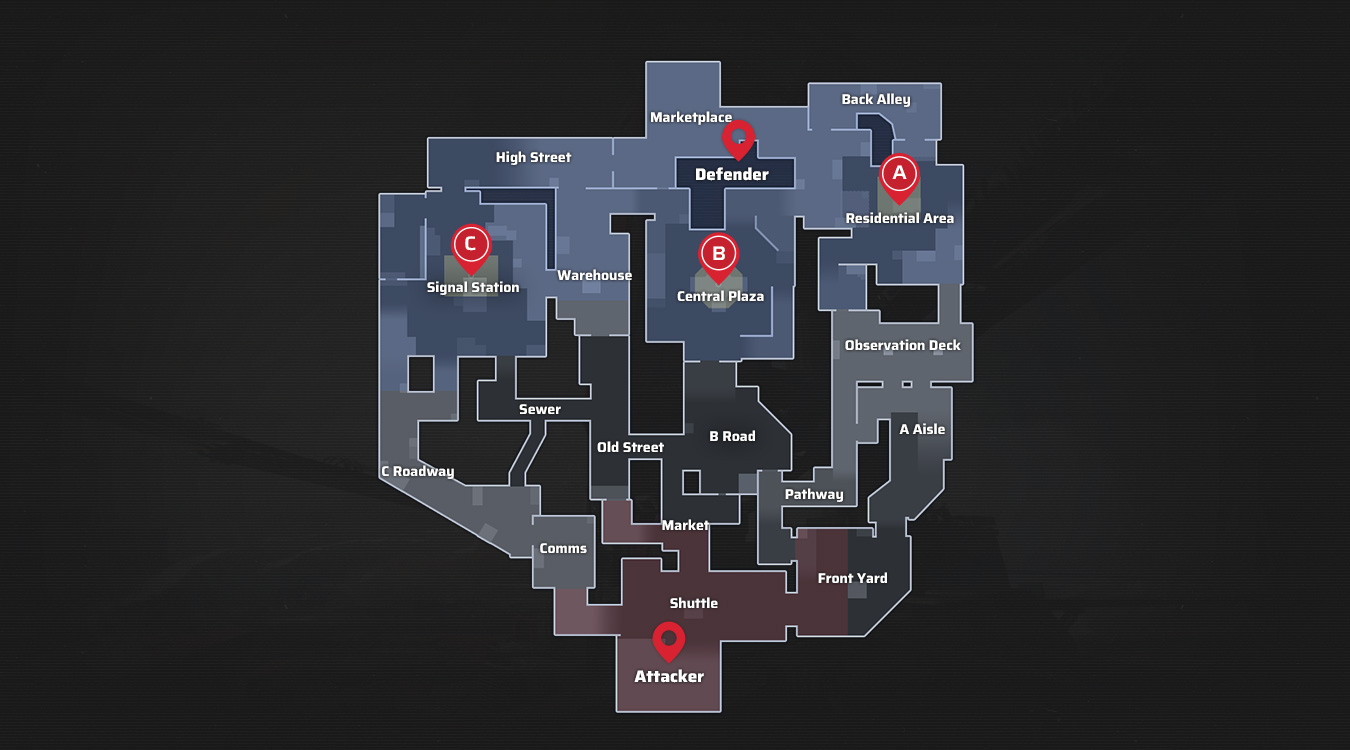 Back Alley
Marketplace
High Street
A
Defender
Residential Area
C
B
Warehouse
Signal Station
Central Plaza
Observation Deck
Sewer
A Aisle
B Road
Old Street
C Roadway
Pathway
Market
Comms
Front Yard
Shuttle
Attacker